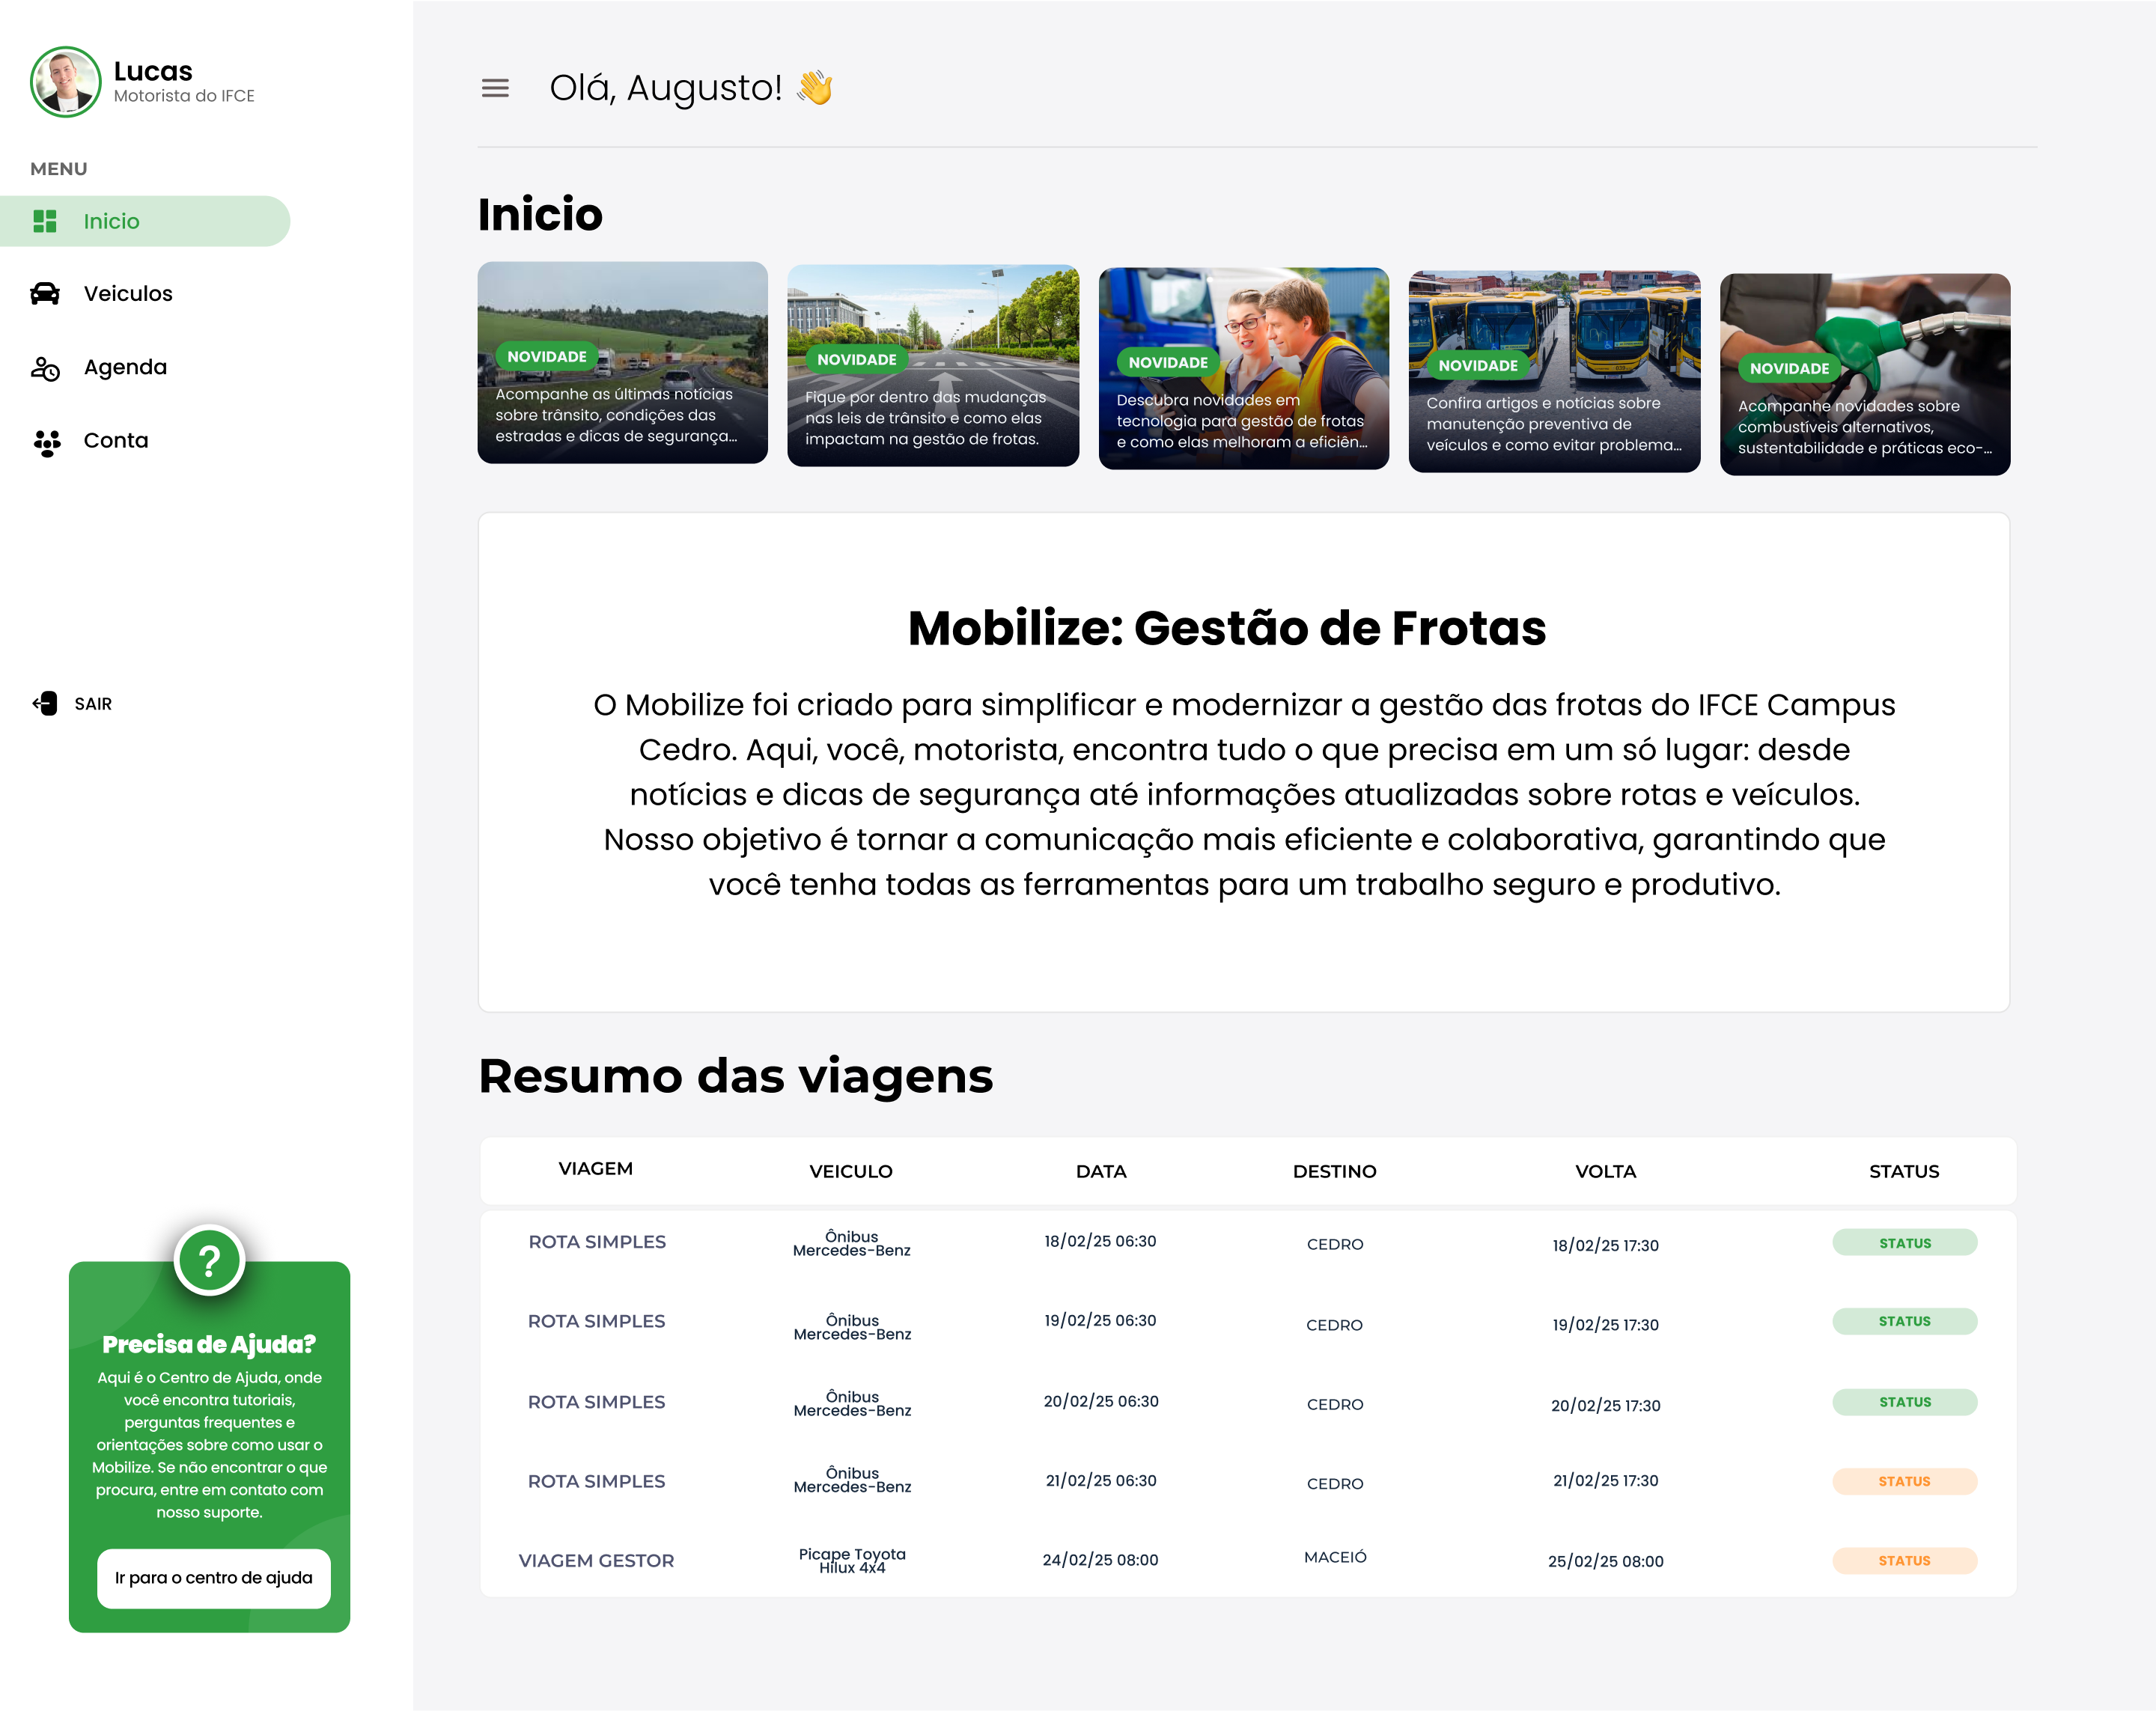 Lucas
Motorista do IFCE
MENU
Inicio
Veiculos
Agenda
Conta
SAIR
?
Precisa de Ajuda?
Aqui é o Centro de Ajuda, onde
você encontra tutoriais,
perguntas frequentes e
orientações sobre como usar o
Mobilize. Se não encontrar o que
procura, entre em contato com
nosso suporte.
Ir para o centro de ajuda
Olá, Augusto! 👋
Inicio
NOVIDADE
Acompanhe as últimas notícias
sobre trânsito, condições das
estradas e dicas de segurança...
NOVIDADE
Fique por dentro das mudanças
nas leis de trânsito e como elas
impactam na gestão de frotas.
NOVIDADE
Descubra novidades em
tecnologia para gestão de frotas
e como elas melhoram a eficiên...
NOVIDADE
Confira artigos e notícias sobre
manutenção preventiva de
veículos e como evitar problema...
NOVIDADE
Acompanhe novidades sobre
combustíveis alternativos,
sustentabilidade e práticas eco-...
Mobilize: Gestão de Frotas
O Mobilize foi criado para simplificar e modernizar a gestão das frotas do IFCE Campus
Cedro. Aqui, você, motorista, encontra tudo o que precisa em um só lugar: desde
notícias e dicas de segurança até informações atualizadas sobre rotas e veículos.
Nosso objetivo é tornar a comunicação mais eficiente e colaborativa, garantindo que
você tenha todas as ferramentas para um trabalho seguro e produtivo.
Resumo das viagens
VIAGEM VEICULO DATA DESTINO VOLTA STATUS
ROTA SIMPLES Ônibus Mercedes-Benz 18/02/25 06:30 CEDRO 18/02/25 17:30 STATUS
ROTA SIMPLES Ônibus Mercedes-Benz 19/02/25 06:30 CEDRO 19/02/25 17:30 STATUS
ROTA SIMPLES Ônibus Mercedes-Benz 20/02/25 06:30 CEDRO 20/02/25 17:30 STATUS
ROTA SIMPLES Ônibus Mercedes-Benz 21/02/25 06:30 CEDRO 21/02/25 17:30 STATUS
VIAGEM GESTOR Picape Toyota Hilux 4x4 24/02/25 08:00 MACEIÓ 25/02/25 08:00 STATUS